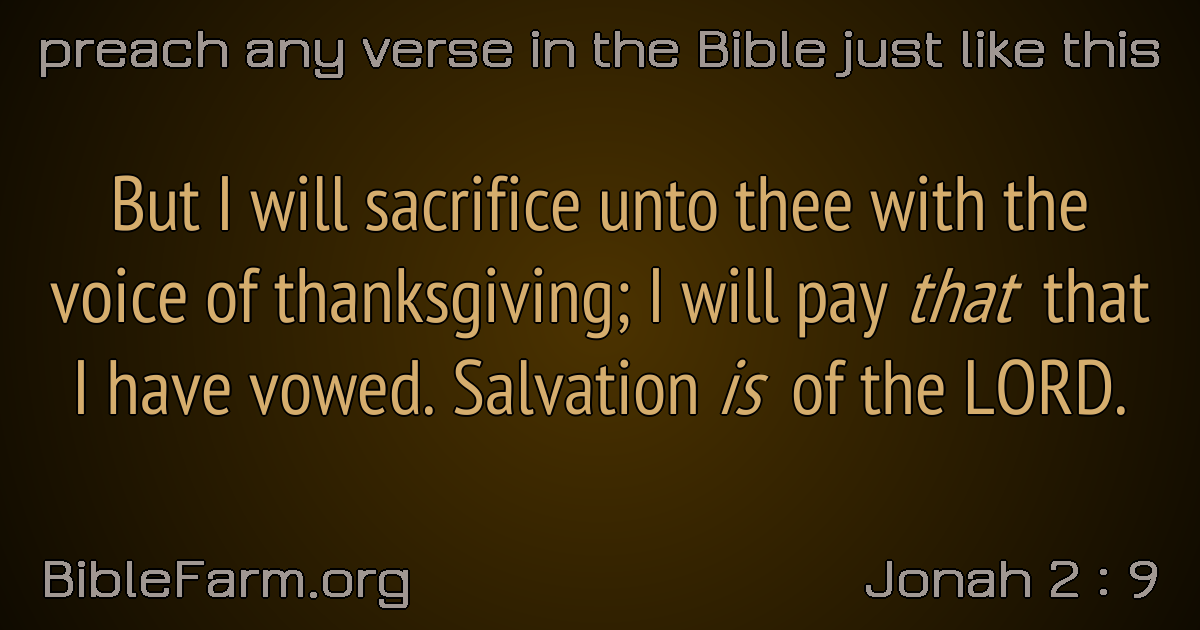 preach any verse in the Bible just like this
But I will sacrifice unto thee with the
voice of thanksgiving; I will pay that that
I have vowed. Salvation is of the LORD.
BibleFarm.org
Jonah 2 : 9